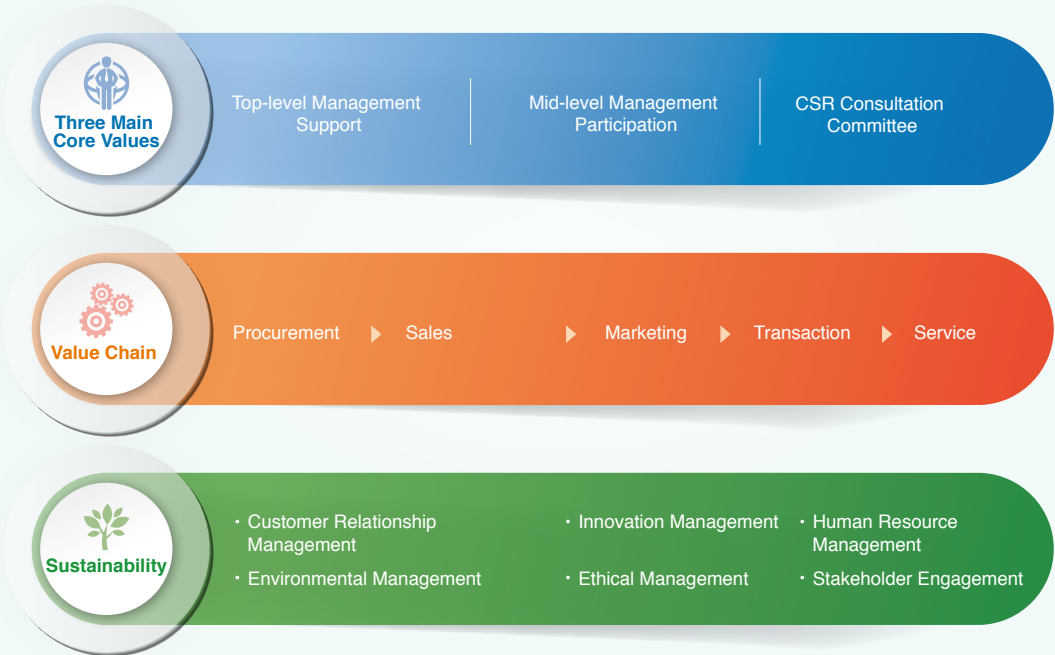 Three Main
Core Values
Top-level Management
Support
Mid-level Management
Participation
CSR Consultation
Committee
Value Chain
Procurement
Sales
Marketing
Transaction
Service
Sustainability
· Customer Relationship
Management
· Environmental Management
· Innovation Management
· Ethical Management
· Human Resource
Management
· Stakeholder Engagement